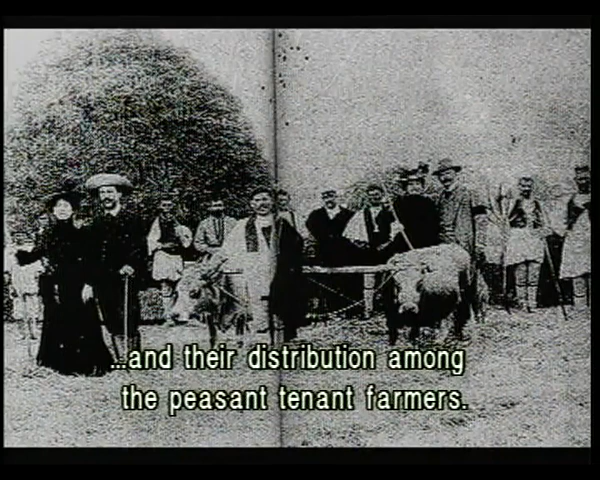 ...and their distribution among
the peasant tenant farmers.